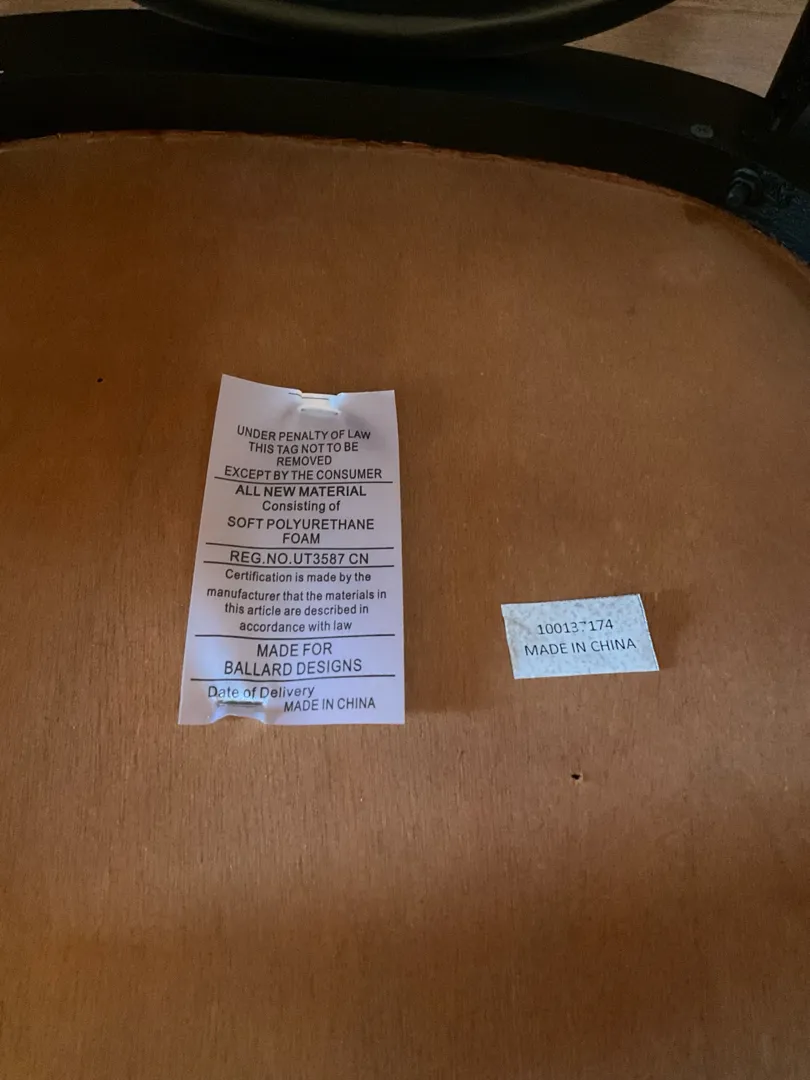 UNDER PENALTY OF LAW
THIS TAG NOT TO BE
REMOVED
EXCEPT BY THE CONSUMER
ALL NEW MATERIAL
Consisting of
SOFT POLYURETHANE
FOAM
REG.NO.UT3587 CN
Certification is made by the
manufacturer that the materials in
this article are described in
accordance with law
MADE FOR
BALLARD DESIGNS
Date of Delivery
MADE IN CHINA
100137174
MADE IN CHINA